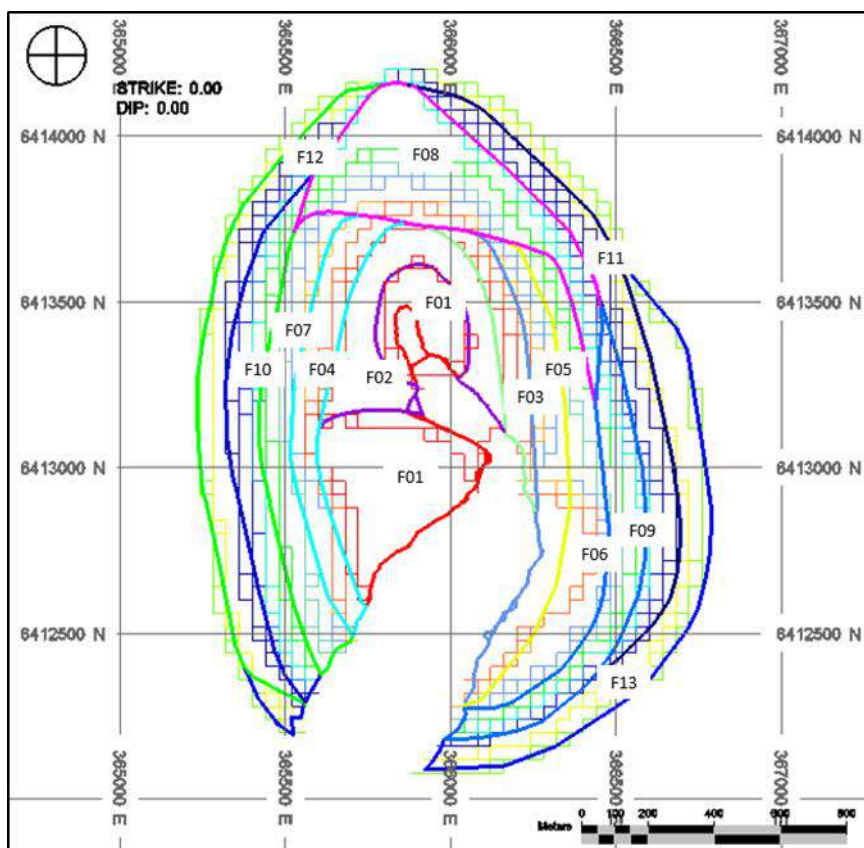 365000 E
365500 E
366000 E
366500 E
367000 E
STRIKE: 0.00
DIP: 0.00
6414000 N
6414000 N
F12
F08
F11
6413500 N
6413500 N
F01
F07
F10
F04
F02
F05
F03
6413000 N
6413000 N
F01
F09
F06
6412500 N
6412500 N
F13
365000 E
365500 E
366000 E
366500 E
367000 E
Meters 0 100 200 400 600 800